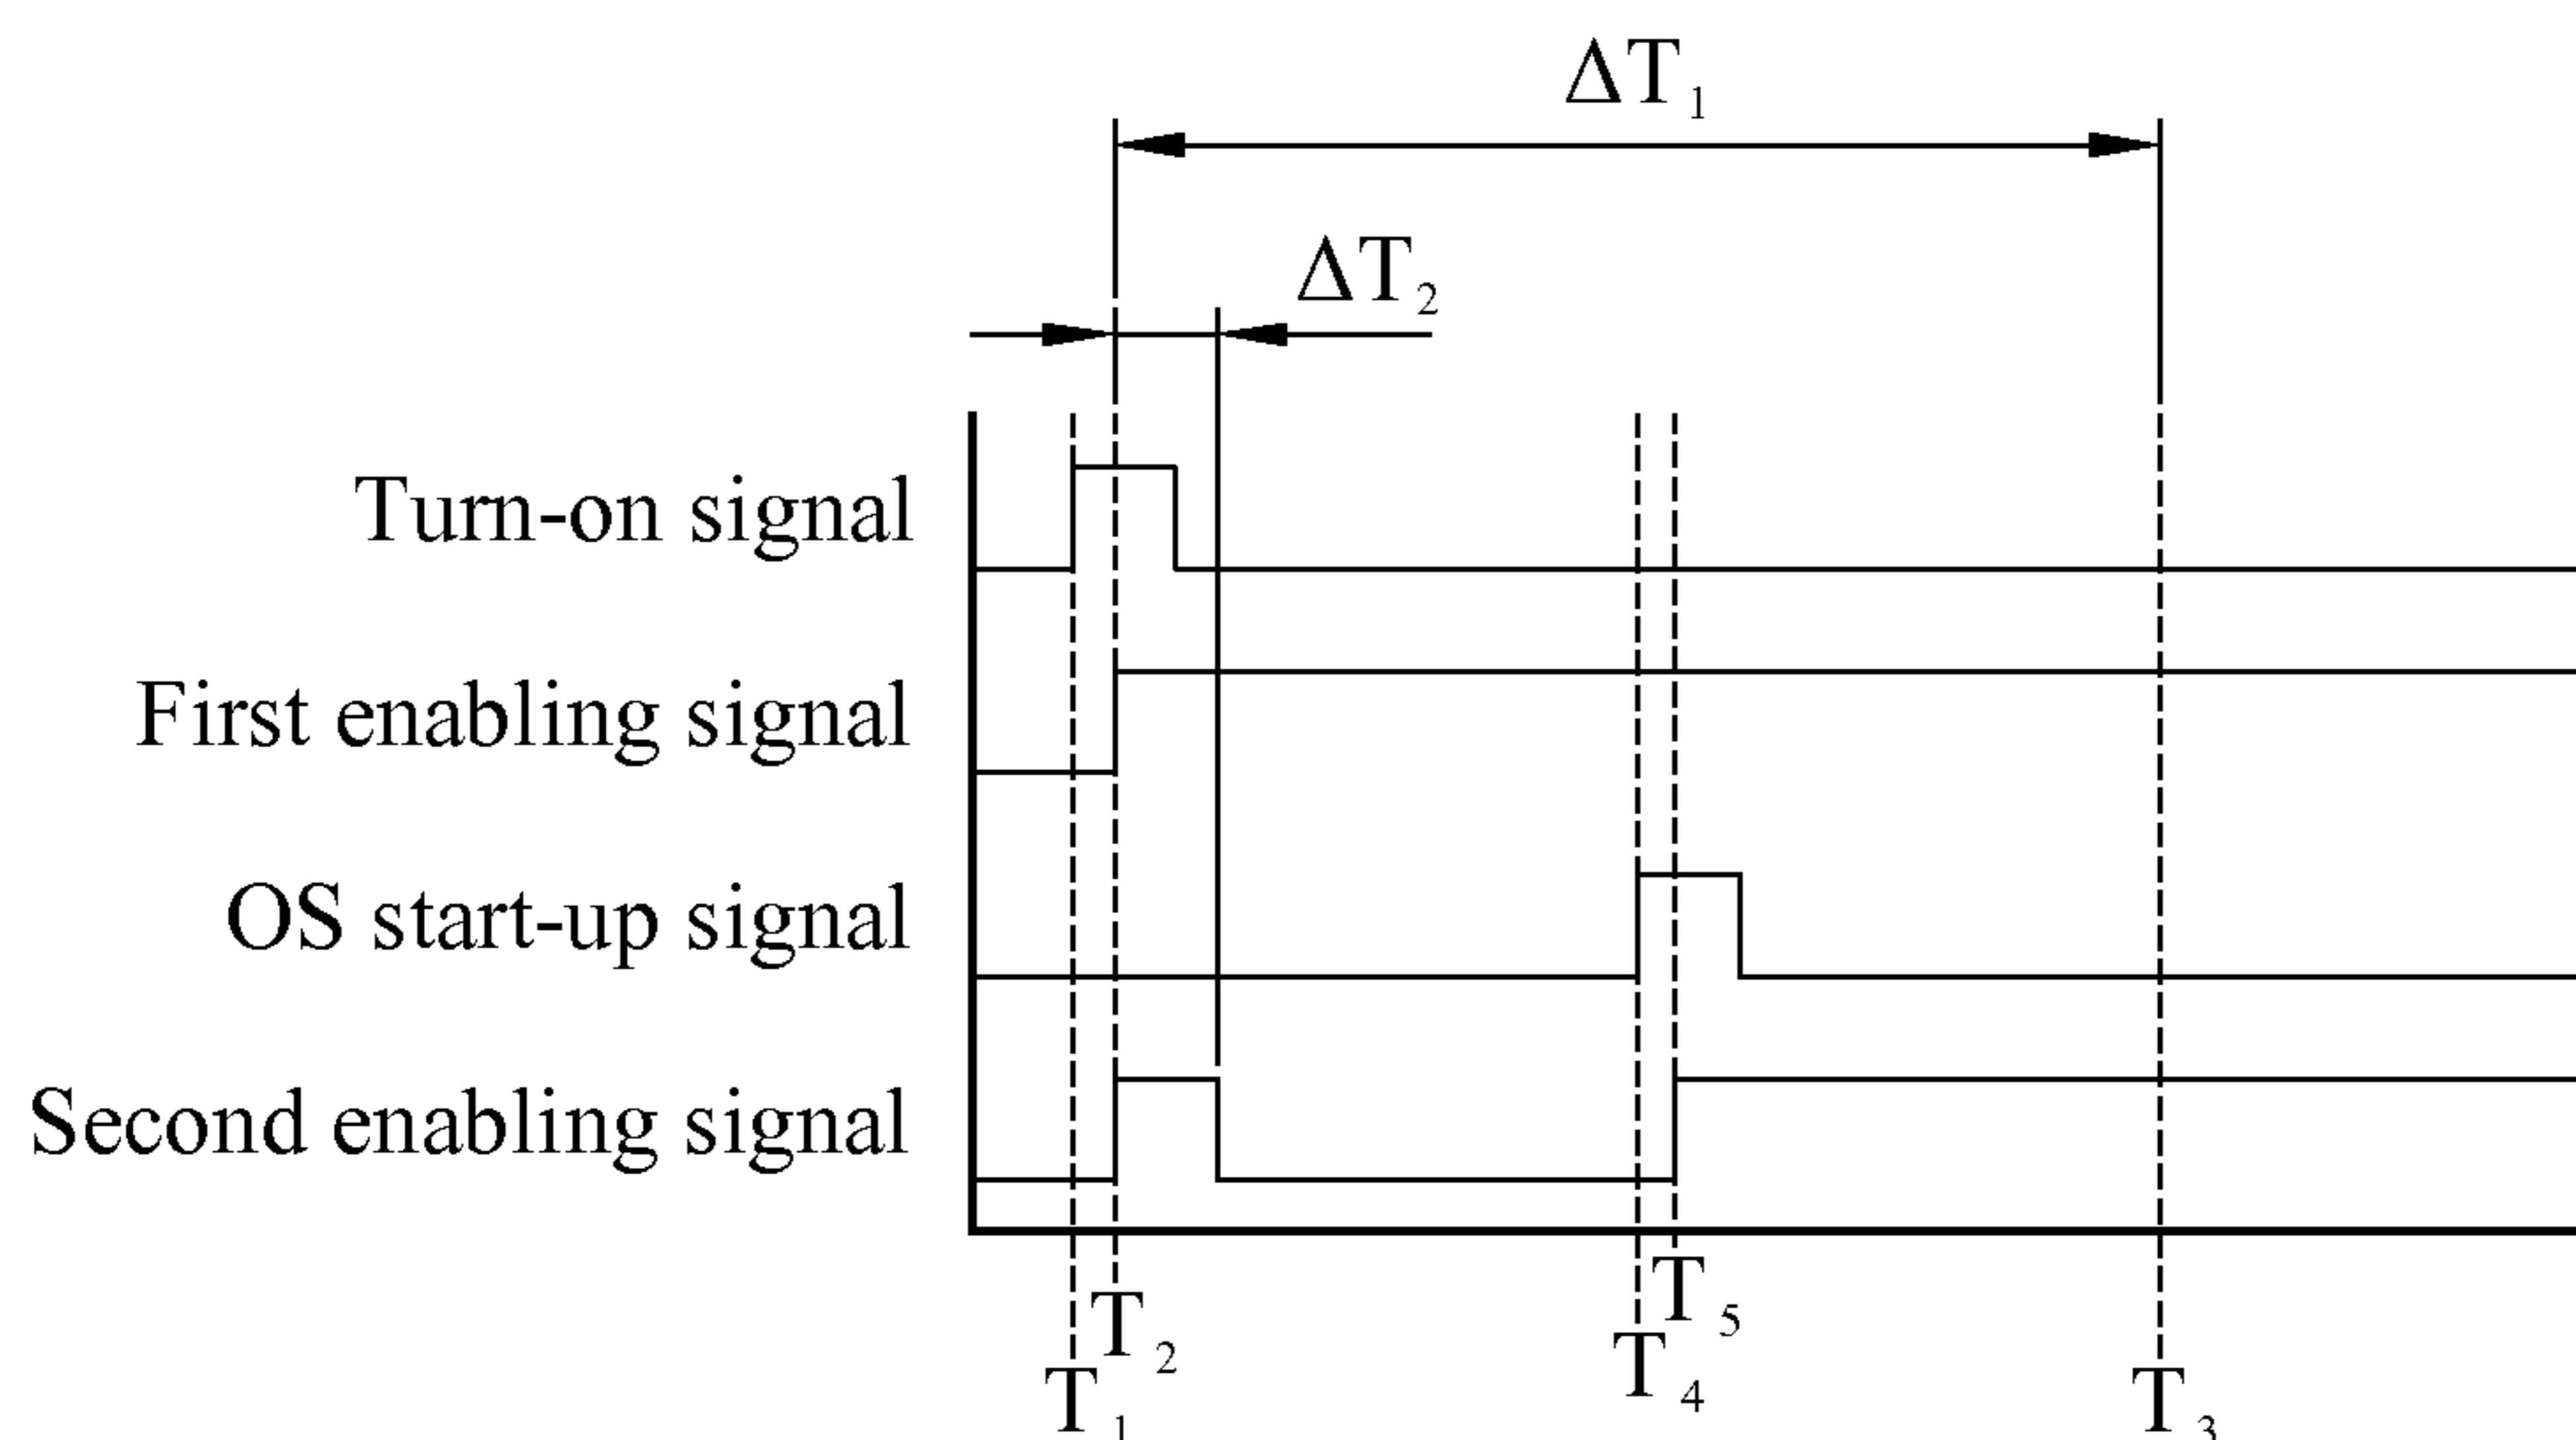 ΔT₁
ΔT₂
Turn-on signal
First enabling signal
OS start-up signal
Second enabling signal
T₅
T₂
T₄
T₁
T₃